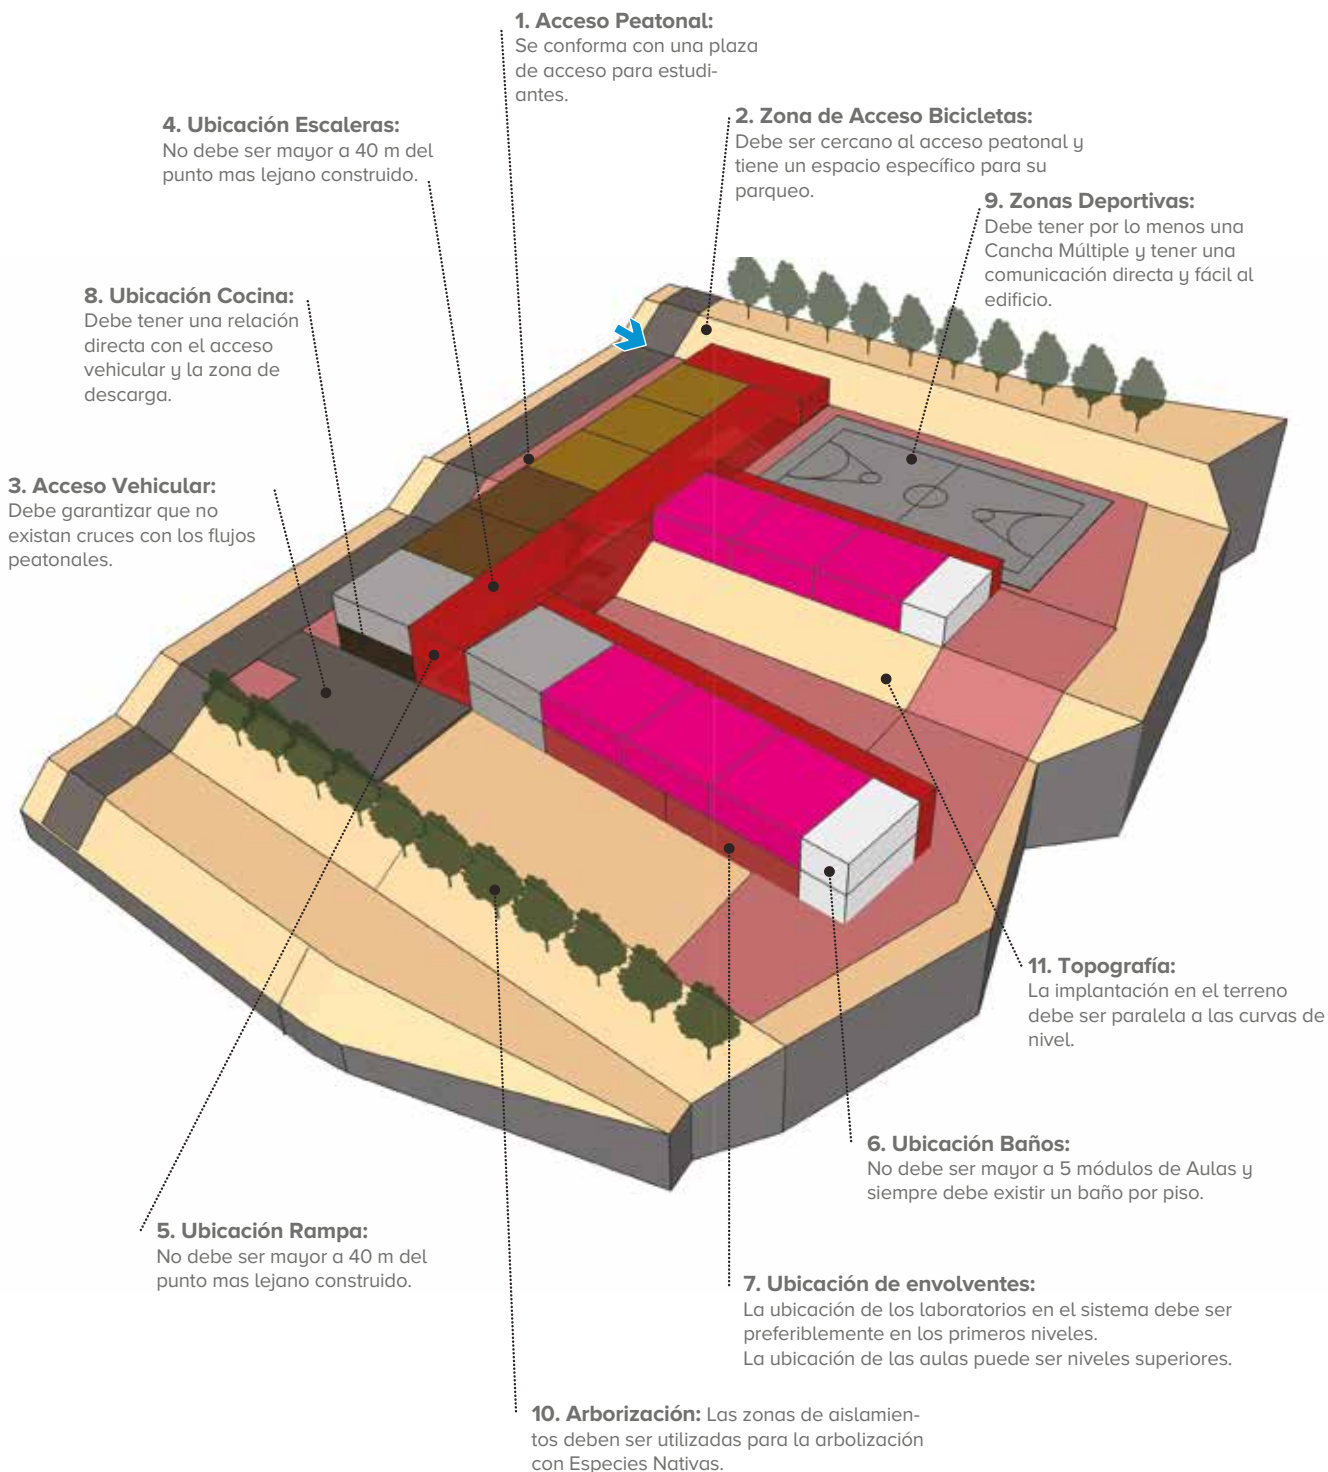 1. Acceso Peatonal:
Se conforma con una plaza
de acceso para estudi-
antes.
4. Ubicación Escaleras:
No debe ser mayor a 40 m del
punto mas lejano construido.
2. Zona de Acceso Bicicletas:
Debe ser cercano al acceso peatonal y
tiene un espacio específico para su
parqueo.
9. Zonas Deportivas:
Debe tener por lo menos una
Cancha Múltiple y tener una
comunicación directa y fácil al
edificio.
8. Ubicación Cocina:
Debe tener una relación
directa con el acceso
vehicular y la zona de
descarga.
3. Acceso Vehicular:
Debe garantizar que no
existan cruces con los flujos
peatonales.
11. Topografía:
La implantación en el terreno
debe ser paralela a las curvas de
nivel.
6. Ubicación Baños:
No debe ser mayor a 5 módulos de Aulas y
siempre debe existir un baño por piso.
5. Ubicación Rampa:
No debe ser mayor a 40 m del
punto mas lejano construido.
7. Ubicación de envolventes:
La ubicación de los laboratorios en el sistema debe ser
preferiblemente en los primeros niveles.
La ubicación de las aulas puede ser niveles superiores.
10. Arborización: Las zonas de aislamien-
tos deben ser utilizadas para la arbolización
con Especies Nativas.